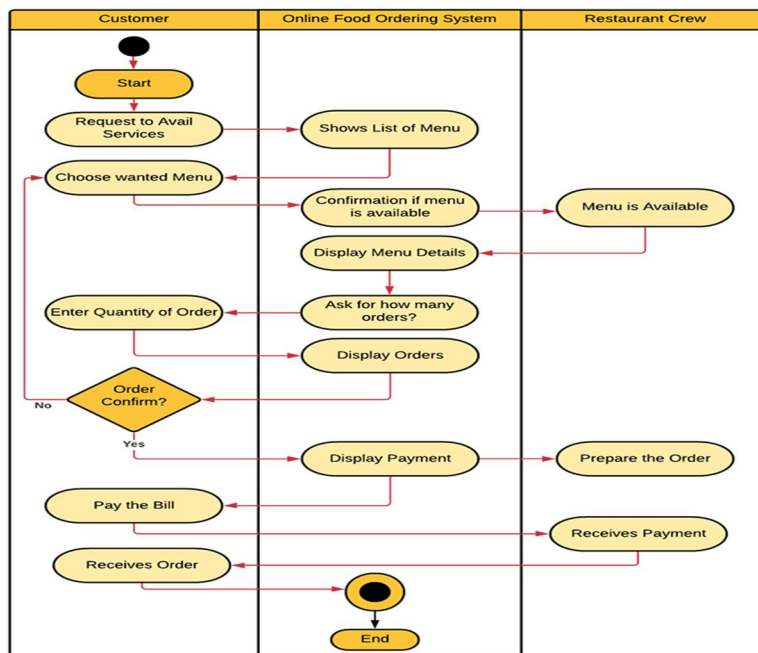 Customer
Online Food Ordering System
Restaurant Crew
Start
Request to Avail
Services
Shows List of Menu
Choose wanted Menu
Confirmation if menu
is available
Menu is Available
Display Menu Details
Ask for how many
orders?
Enter Quantity of Order
Display Orders
Order
Confirm?
No
Yes
Display Payment
Prepare the Order
Pay the Bill
Receives Payment
Receives Order
End